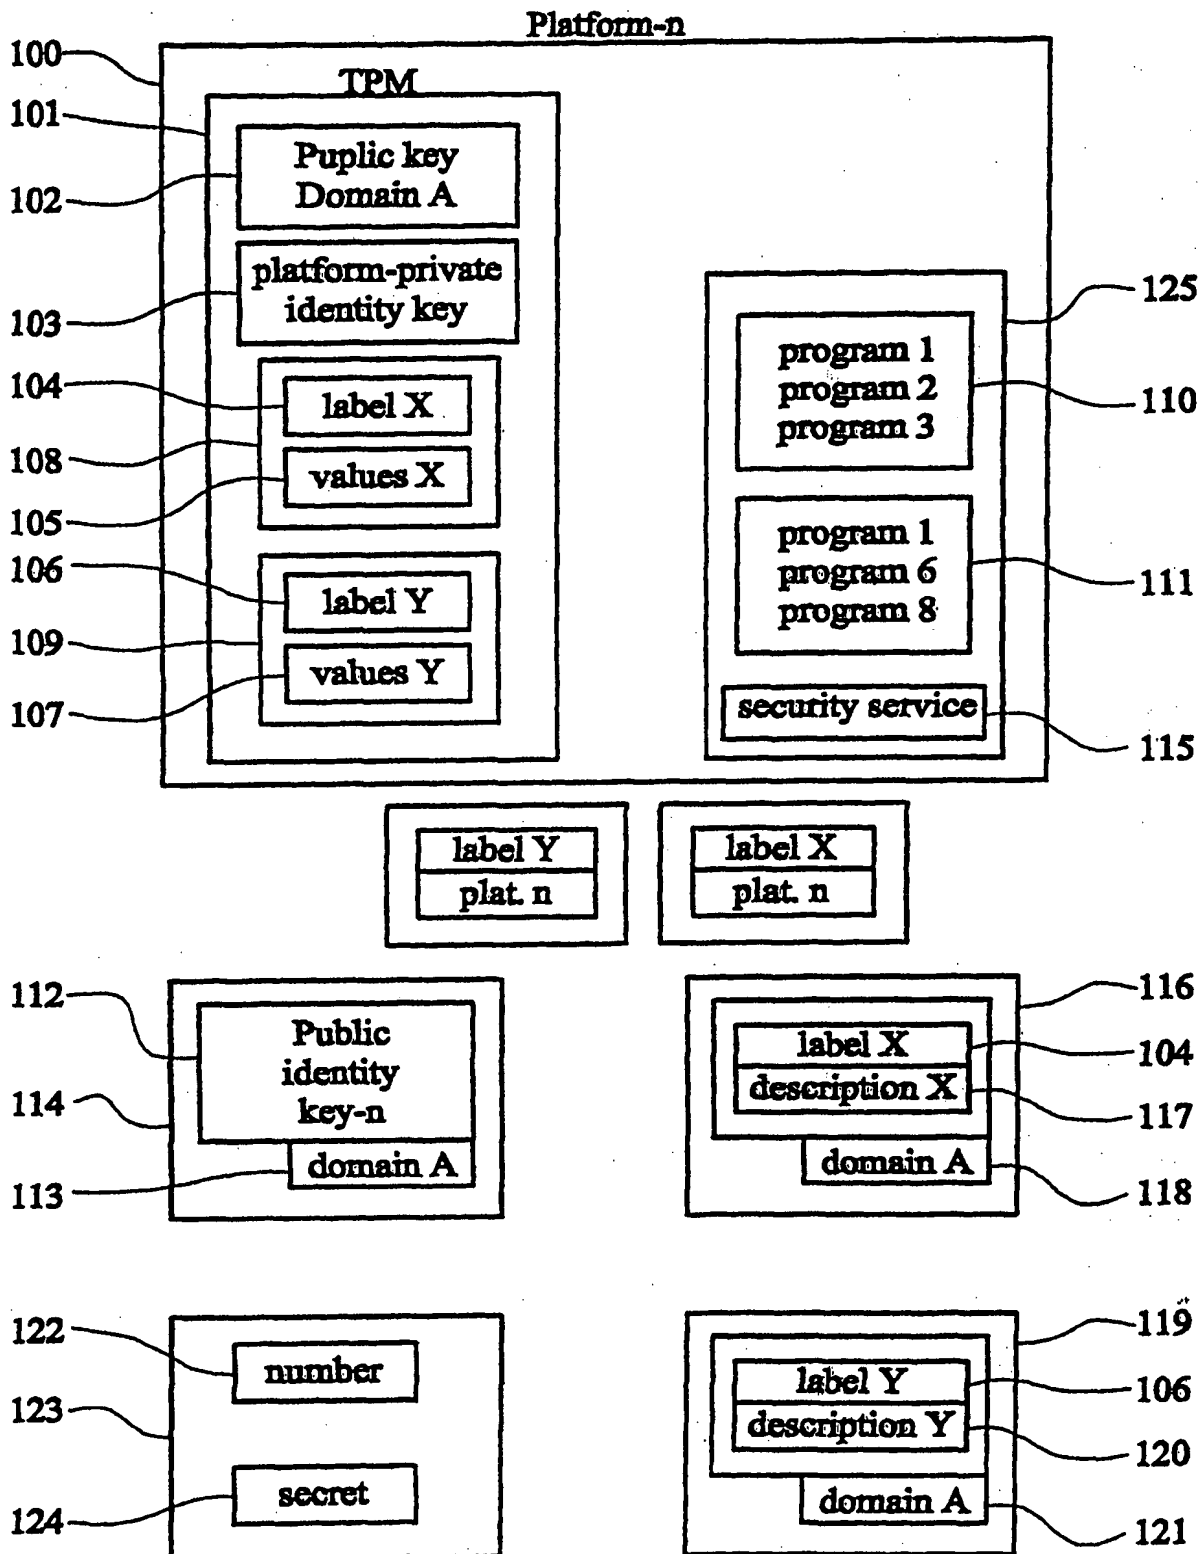 Platform-n
100
TPM
101
Puplic key
Domain A
102
platform-private
identity key
103
125
program 1
program 2
program 3
110
104
label X
108
values X
105
program 1
program 6
program 8
111
106
label Y
109
values Y
107
security service
115
label Y
plat. n
label X
plat. n
112
Public
identity
key-n
114
domain A
113
116
label X
104
description X
117
domain A
118
122
number
123
secret
124
119
label Y
106
description Y
120
domain A
121